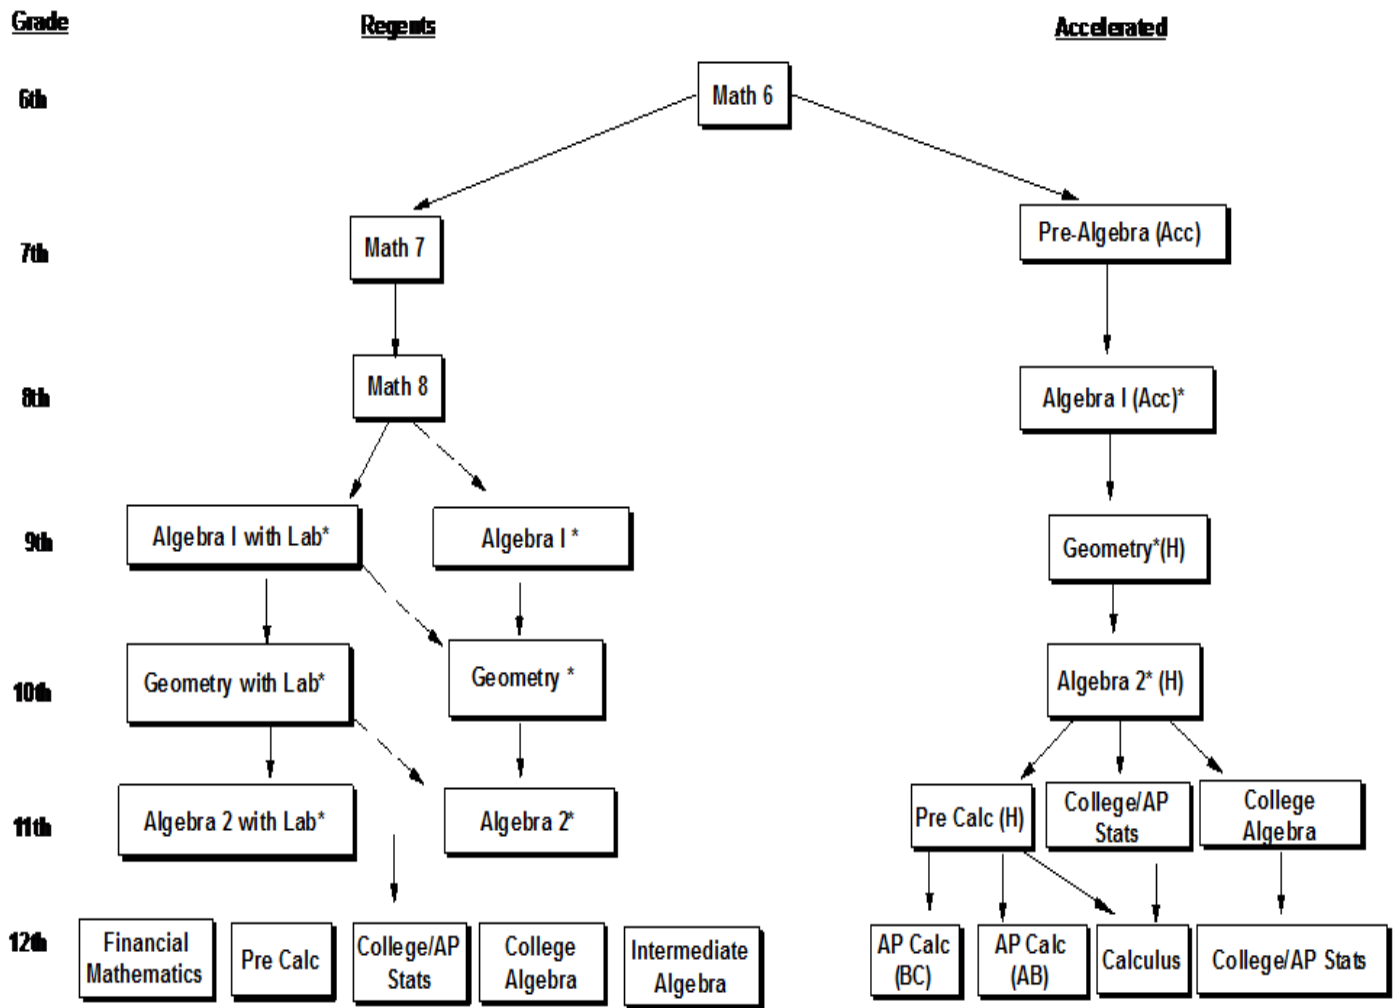 Grade Regents Accelerated
6th
Math 6
7th
Math 7
Pre-Algebra (Acc)
8th
Math 8
Algebra I (Acc)*
9th
Algebra I with Lab*
Algebra I *
Geometry*(H)
10th
Geometry with Lab*
Geometry *
Algebra 2* (H)
11th
Algebra 2 with Lab*
Algebra 2*
Pre Calc (H)
College/AP
Stats
College
Algebra
12th
Financial
Mathematics
Pre Calc
College/AP
Stats
College
Algebra
Intermediate
Algebra
AP Calc
(BC)
AP Calc
(AB)
Calculus
College/AP Stats